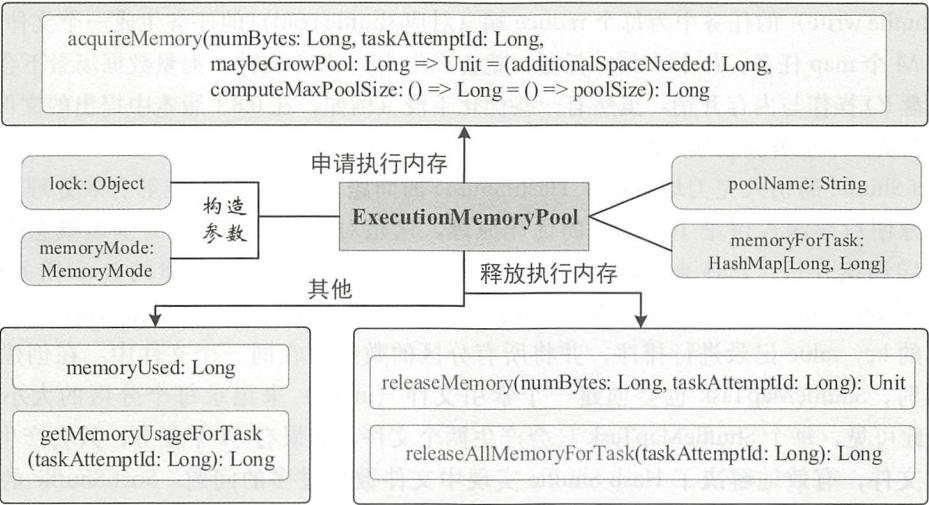 acquireMemory(numBytes: Long, taskAttemptId: Long,
maybeGrowPool: Long => Unit = (additionalSpaceNeeded: Long,
computeMaxPoolSize: () => Long = () => poolSize): Long
申请执行内存
lock: Object
构造
参数
memoryMode:
MemoryMode
ExecutionMemoryPool
poolName: String
memoryForTask:
HashMap[Long, Long]
其他
释放执行内存
memoryUsed: Long
getMemoryUsageForTask
(taskAttemptId: Long): Long
releaseMemory(numBytes: Long, taskAttemptId: Long): Unit
releaseAllMemoryForTask(taskAttemptId: Long): Long